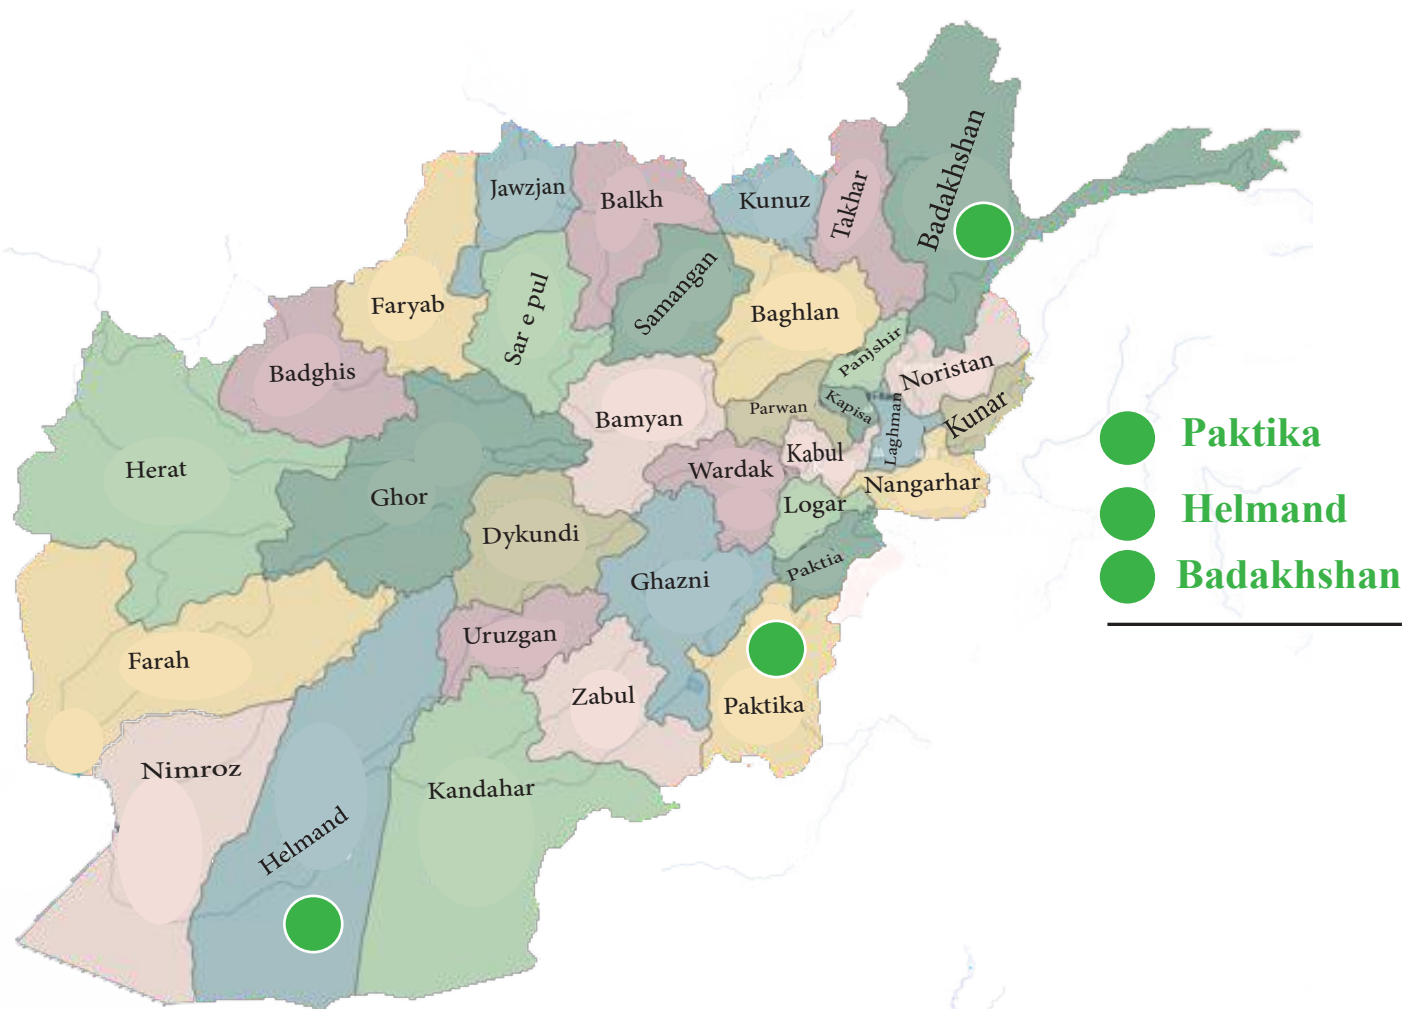 Badakhshan
Jawzjan
Balkh
Kunuz
Takhar
Faryab
Sar e pul
Samangan
Baghlan
Panjshir
Badghis
Noristan
Bamyan
Parwan
Kapisa
Laghman
Kunar
Herat
Ghor
Wardak
Kabul
Nangarhar
Dykundi
Logar
Ghazni
Paktia
Uruzgan
Farah
Zabul
Paktika
Nimroz
Kandahar
Helmand
Paktika
Helmand
Badakhshan